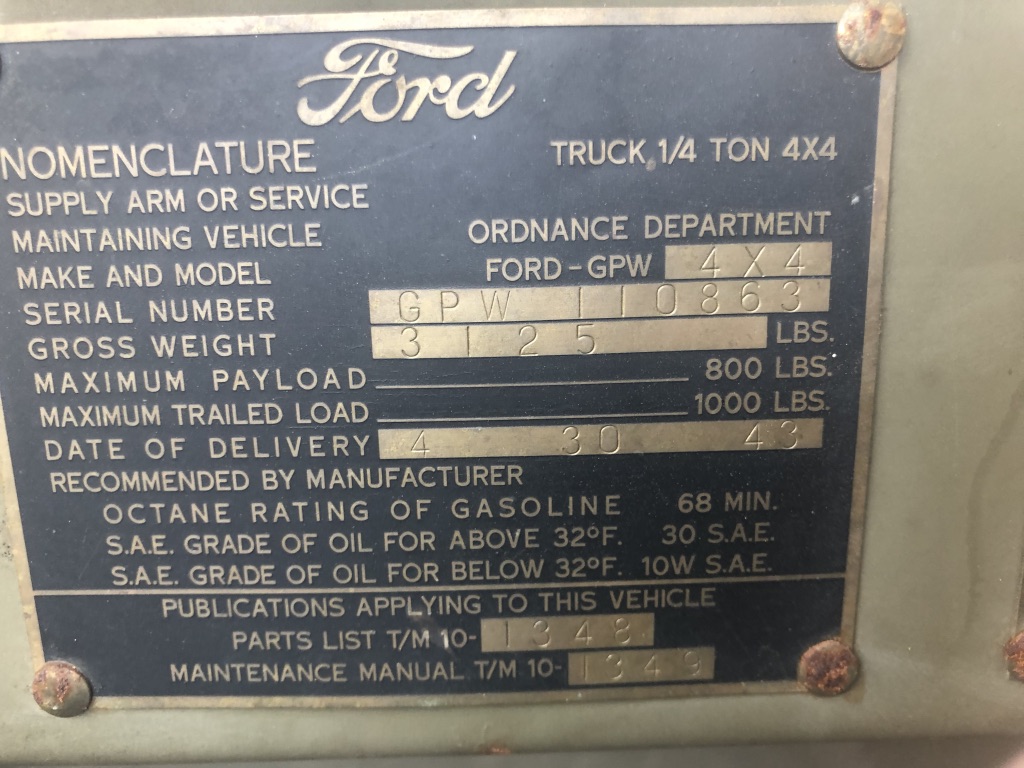 Ford
NOMENCLATURE TRUCK, 1/4 TON 4X4
SUPPLY ARM OR SERVICE
MAINTAINING VEHICLE ORDNANCE DEPARTMENT
MAKE AND MODEL FORD-GPW 4X4
SERIAL NUMBER GPW 110863
GROSS WEIGHT 3125 LBS.
MAXIMUM PAYLOAD 800 LBS.
MAXIMUM TRAILED LOAD 1000 LBS.
DATE OF DELIVERY 4 30 43
RECOMMENDED BY MANUFACTURER
OCTANE RATING OF GASOLINE 68 MIN.
S.A.E. GRADE OF OIL FOR ABOVE 32°F. 30 S.A.E.
S.A.E. GRADE OF OIL FOR BELOW 32°F. 10W S.A.E.
PUBLICATIONS APPLYING TO THIS VEHICLE
PARTS LIST T/M 10-1348
MAINTENANCE MANUAL T/M 10-1349